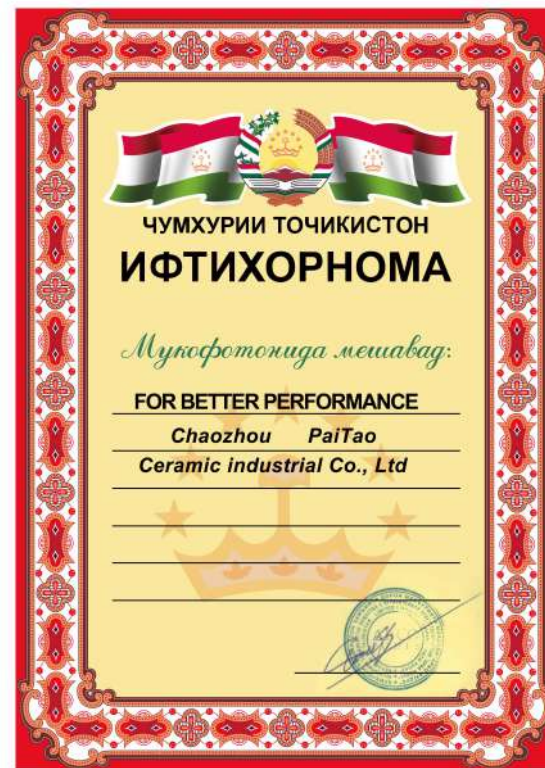 ЧУМХУРИИ ТОЧИКИСТОН
ИФТИХОРНОМА
Мукофотонида мешавад:
FOR BETTER PERFORMANCE
Chaozhou PaiTao
Ceramic industrial Co., Ltd